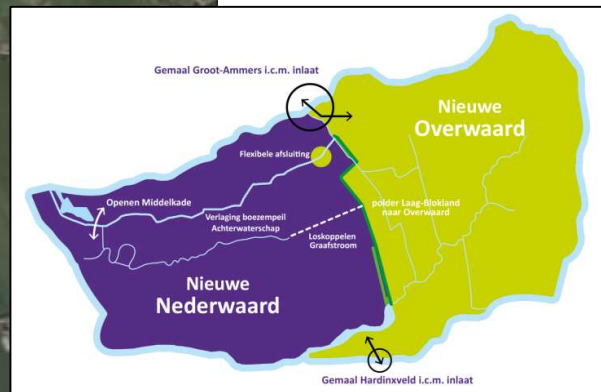 Gemaal Groot-Ammers i.c.m. inlaat
Nieuwe
Overwaard
Flexibele afsluiting
Openen Middelkade
Verlaging boezempeil
Achterwaterschap
polder Laag-Blokland
naar Overwaard
Loskoppelen
Graafstroom
Nieuwe
Nederwaard
Gemaal Hardinxveld i.c.m. inlaat